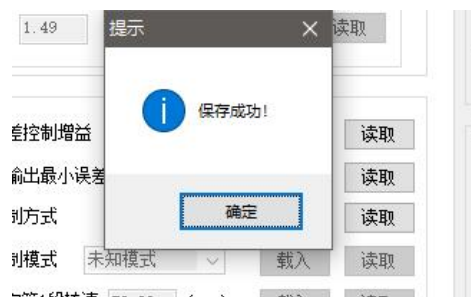 1.49
提示
读取
保存成功!
差控制增益
读取
输出最小误差
读取
制方式
确定
读取
制模式
未知模式
载入
读取